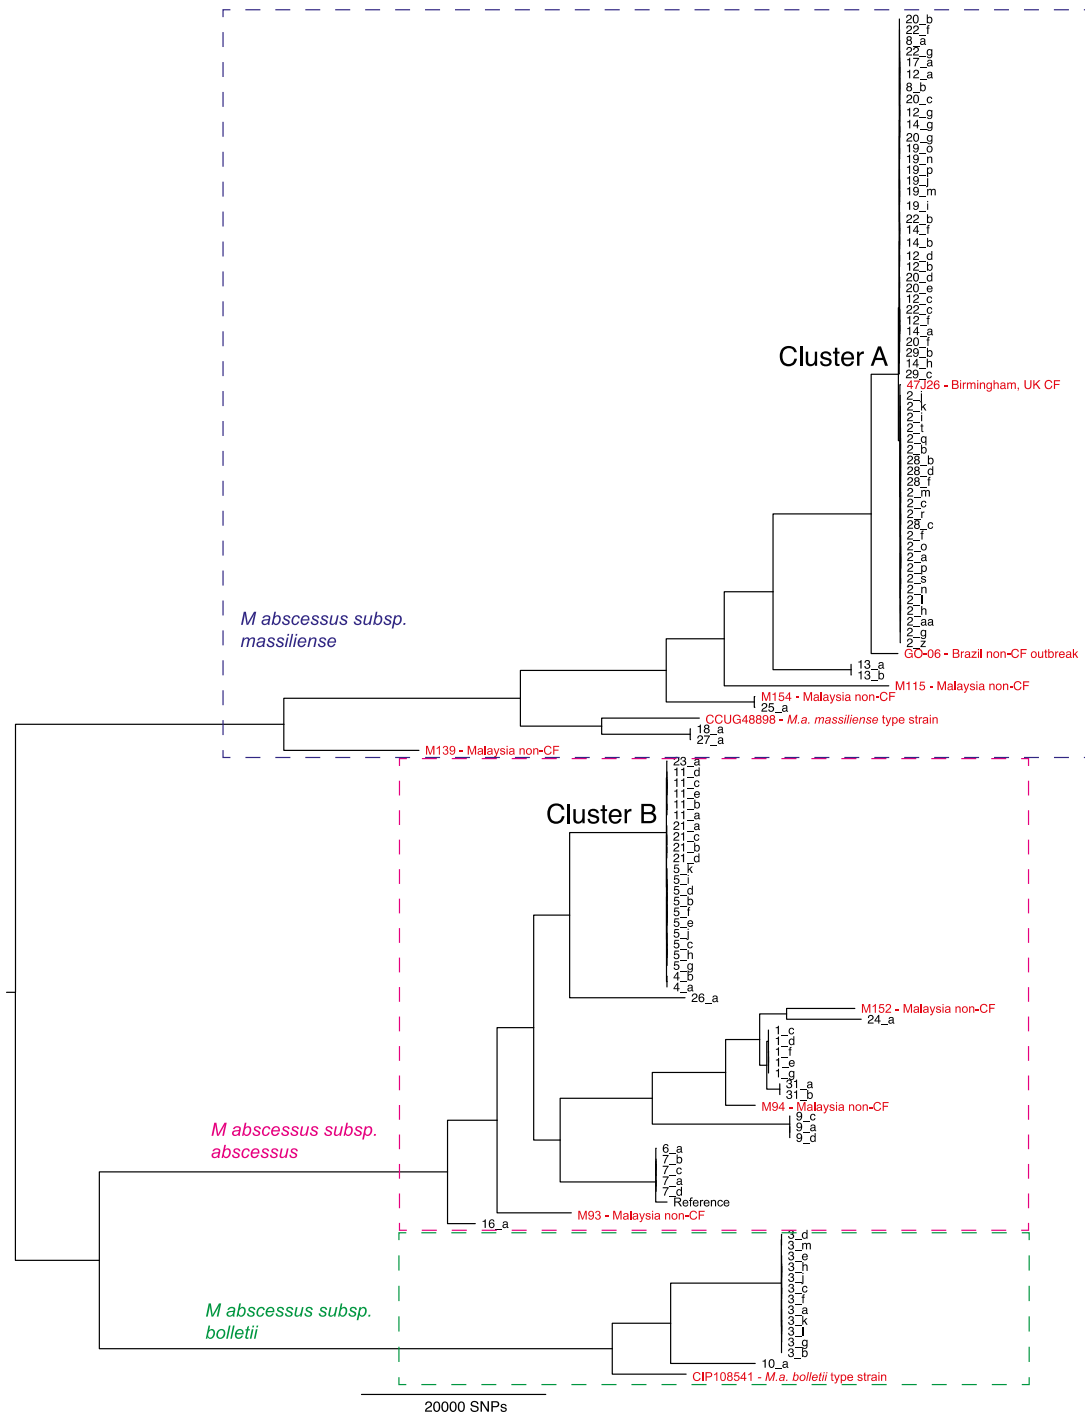 20_b
22_f
8_a
22_g
17_a
12_a
8_b
20_c
12_g
14_g
20_g
19_o
19_n
19_p
19_j
19_m
19_i
22_b
14_f
14_b
12_d
12_b
20_d
20_e
12_c
22_c
12_f
14_a
20_f
29_b
Cluster A
14_h
29_c
47J26 - Birmingham, UK CF
2_j
2_k
2_i
2_t
2_q
2_b
28_b
28_d
28_f
2_m
2_c
2_r
28_c
2_f
2_o
2_a
2_p
2_s
2_n
2_l
2_h
2_aa
2_g
2_z
M abscessus subsp.
massiliense
GO-06 - Brazil non-CF outbreak
13_a
13_b
M115 - Malaysia non-CF
M154 - Malaysia non-CF
25_a
CCUG48898 - M.a. massiliense type strain
18_a
27_a
M139 - Malaysia non-CF
23_a
11_d
11_c
11_e
11_b
Cluster B
11_a
21_a
21_c
21_b
21_d
5_k
5_i
5_d
5_b
5_f
5_e
5_j
5_c
5_h
5_g
4_b
4_a
26_a
M152 - Malaysia non-CF
24_a
1_c
1_d
1_f
1_e
1_g
31_a
31_b
M94 - Malaysia non-CF
9_c
9_a
9_d
M abscessus subsp.
abscessus
6_a
7_b
7_c
7_a
7_d
Reference
M93 - Malaysia non-CF
16_a
3_d
3_m
3_e
3_h
3_j
3_c
3_f
3_a
3_k
3_l
3_g
3_b
M abscessus subsp.
bolletii
10_a
CIP108541 - M.a. bolletii type strain
20000 SNPs